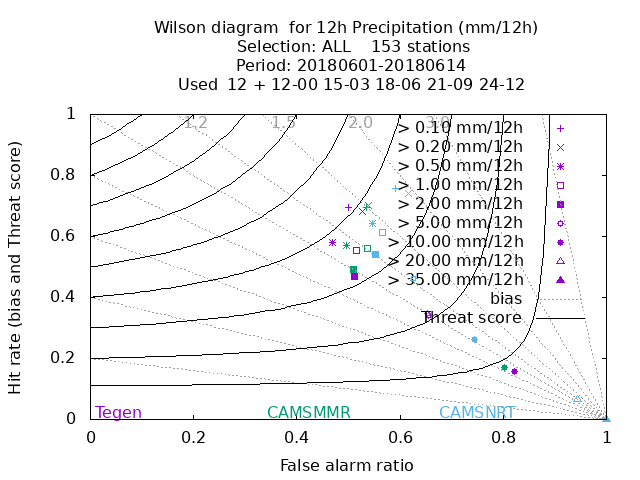 Wilson diagram  for 12h Precipitation (mm/12h)
Selection: ALL    153 stations
Period: 20180601-20180614
Used  12 + 12-00 15-03 18-06 21-09 24-12
Hit rate (bias and Threat score)
1
0.8
0.6
0.4
0.2
0
1.2
1.5
2.0
3.0
> 0.10 mm/12h
> 0.20 mm/12h
> 0.50 mm/12h
> 1.00 mm/12h
> 2.00 mm/12h
> 5.00 mm/12h
> 10.00 mm/12h
> 20.00 mm/12h
> 35.00 mm/12h
bias
Threat score
Tegen
CAMSMMR
CAMSNRT
0 0.2 0.4 0.6 0.8 1
False alarm ratio